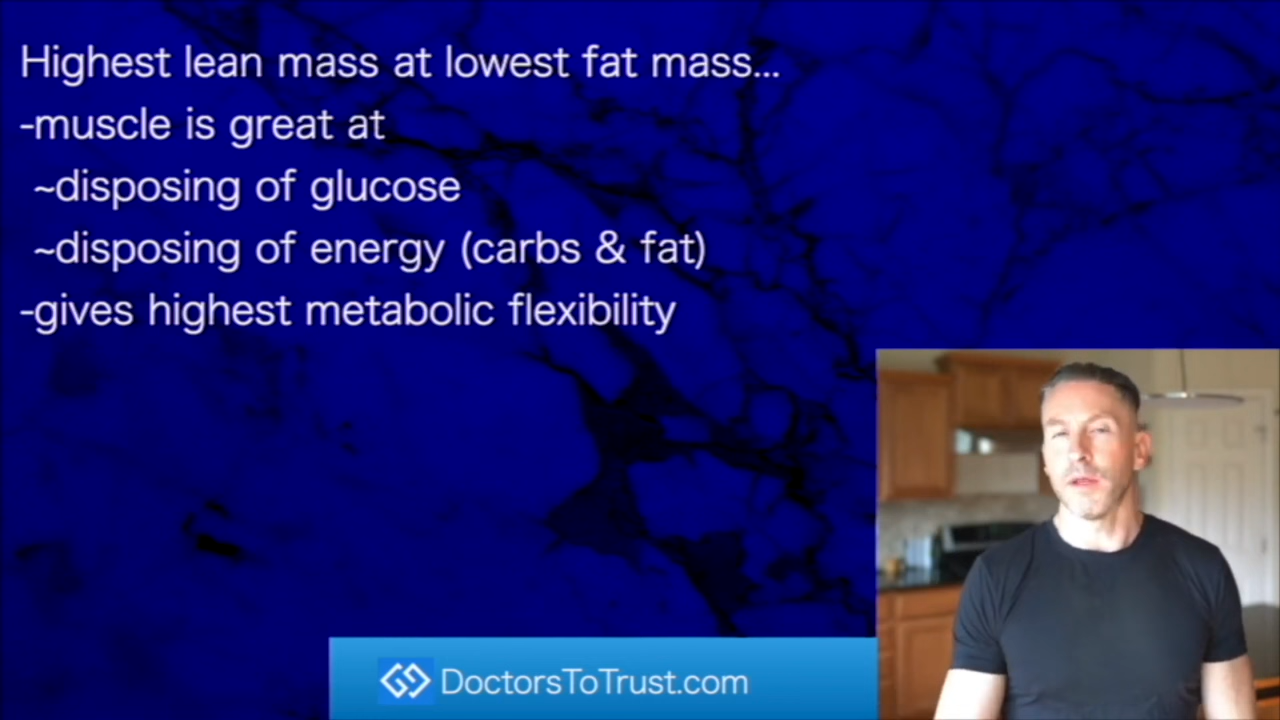 Highest lean mass at lowest fat mass...
-muscle is great at
~disposing of glucose
~disposing of energy (carbs & fat)
-gives highest metabolic flexibility
DoctorsToTrust.com